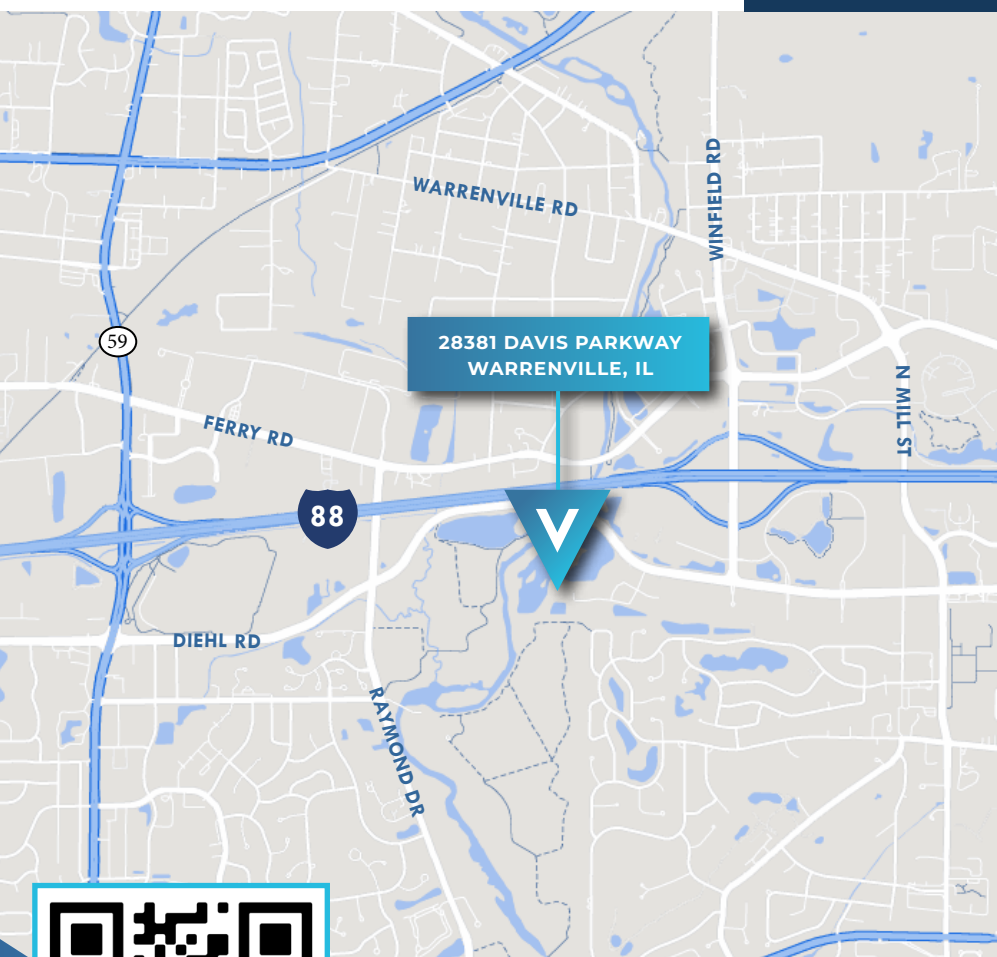 WARRENVILLE RD
WINFIELD RD
59
28381 DAVIS PARKWAY
WARRENVILLE, IL
N MILL ST
FERRY RD
88
V
DIEHL RD
RAYMOND DR